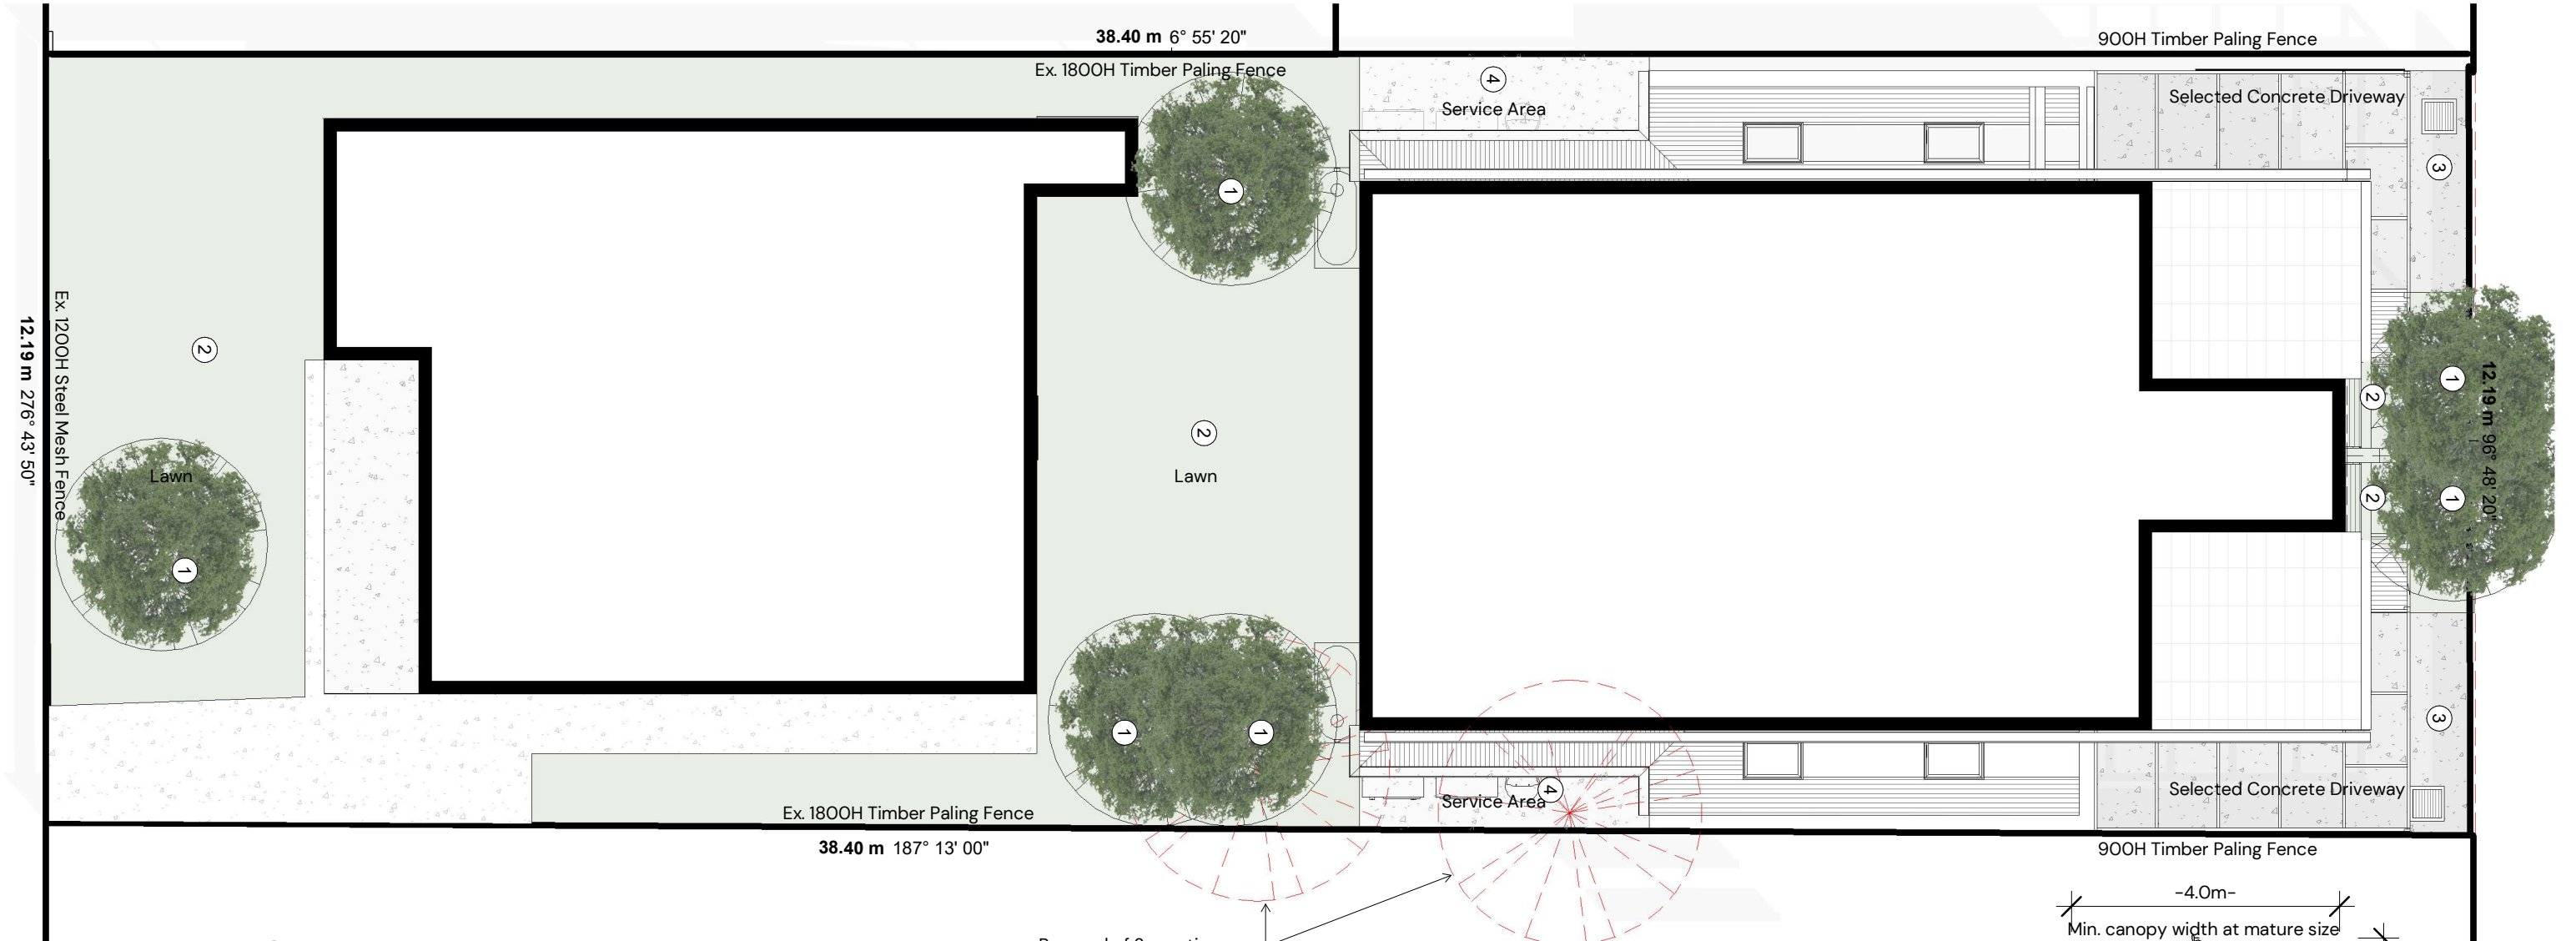 38.40 m 6° 55' 20"
900H Timber Paling Fence
Ex. 1800H Timber Paling Fence
4
Service Area
Selected Concrete Driveway
3
1
12.19 m 276° 43' 50"
Ex. 1200H Steel Mesh Fence
2
2
Lawn
Lawn
1
1
2
2
1
12.19 m 96° 48' 20"
1
1
3
4
Service Area
Selected Concrete Driveway
Ex. 1800H Timber Paling Fence
38.40 m 187° 13' 00"
900H Timber Paling Fence
-4.0m-
Min. canopy width at mature size